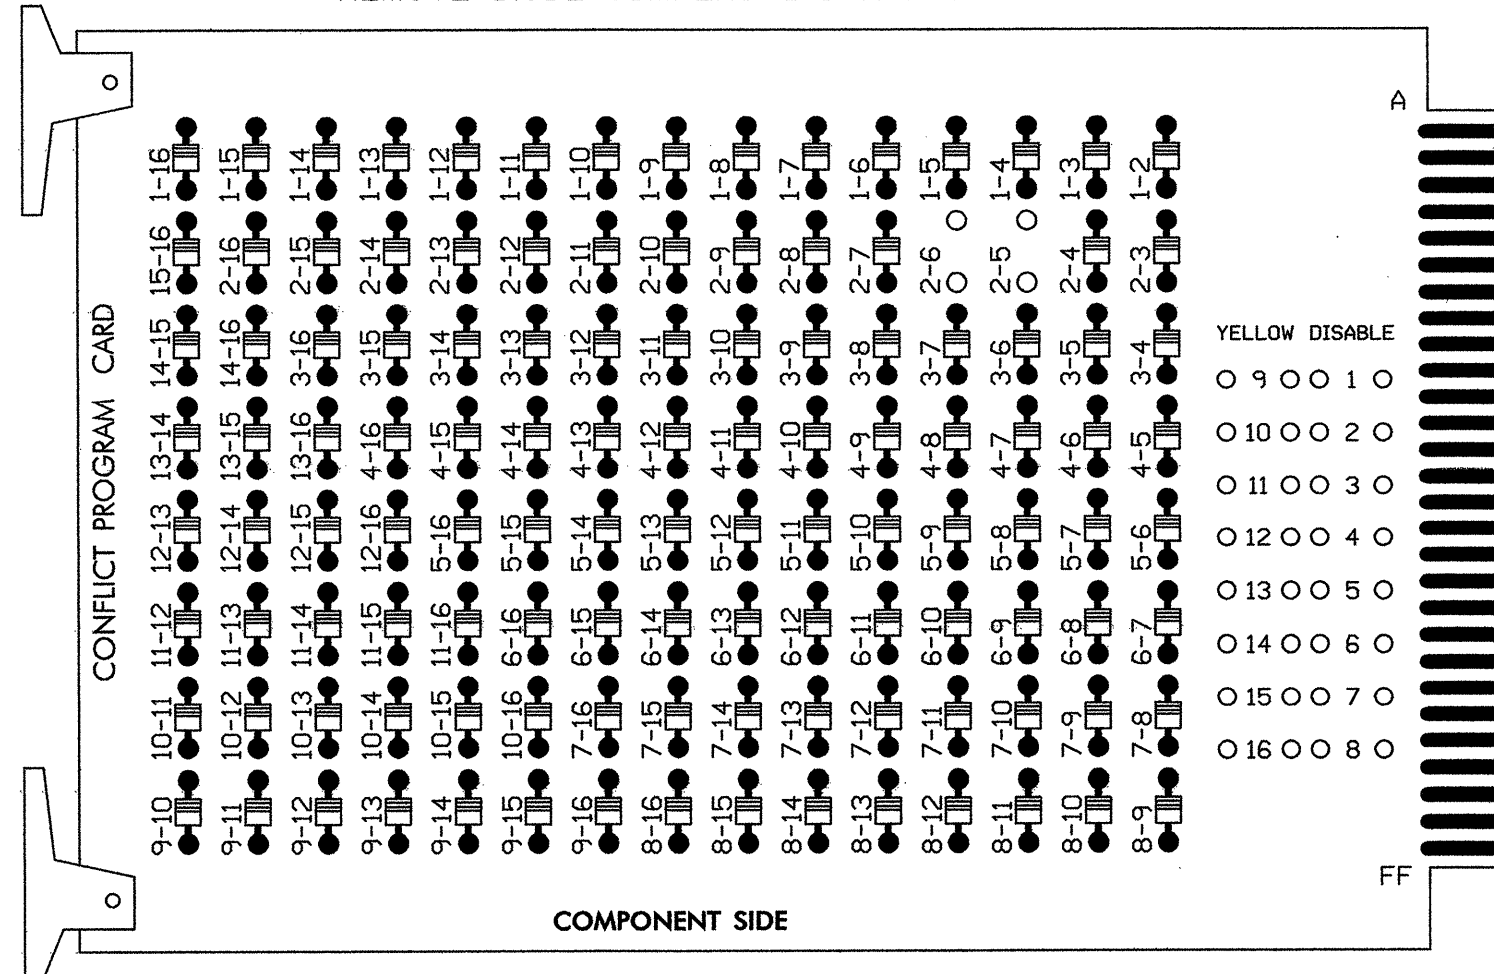 A
1-16 1-15 1-14 1-13 1-12 1-11 1-10 1-9 1-8 1-7 1-6 1-5 1-4 1-3 1-2
15-16 2-16 2-15 2-14 2-13 2-12 2-11 2-10 2-9 2-8 2-7 2-6 2-5 2-4 2-3
14-15 14-16 3-16 3-15 3-14 3-13 3-12 3-11 3-10 3-9 3-8 3-7 3-6 3-5 3-4
13-14 13-15 13-16 4-16 4-15 4-14 4-13 4-12 4-11 4-10 4-9 4-8 4-7 4-6 4-5
12-13 12-14 12-15 12-16 5-16 5-15 5-14 5-13 5-12 5-11 5-10 5-9 5-8 5-7 5-6
11-12 11-13 11-14 11-15 11-16 6-16 6-15 6-14 6-13 6-12 6-11 6-10 6-9 6-8 6-7
10-11 10-12 10-13 10-14 10-15 10-16 7-16 7-15 7-14 7-13 7-12 7-11 7-10 7-9 7-8
9-10 9-11 9-12 9-13 9-14 9-15 9-16 8-16 8-15 8-14 8-13 8-12 8-11 8-10 8-9
CONFLICT PROGRAM CARD
YELLOW DISABLE
9 1
10 2
11 3
12 4
13 5
14 6
15 7
16 8
FF
COMPONENT SIDE